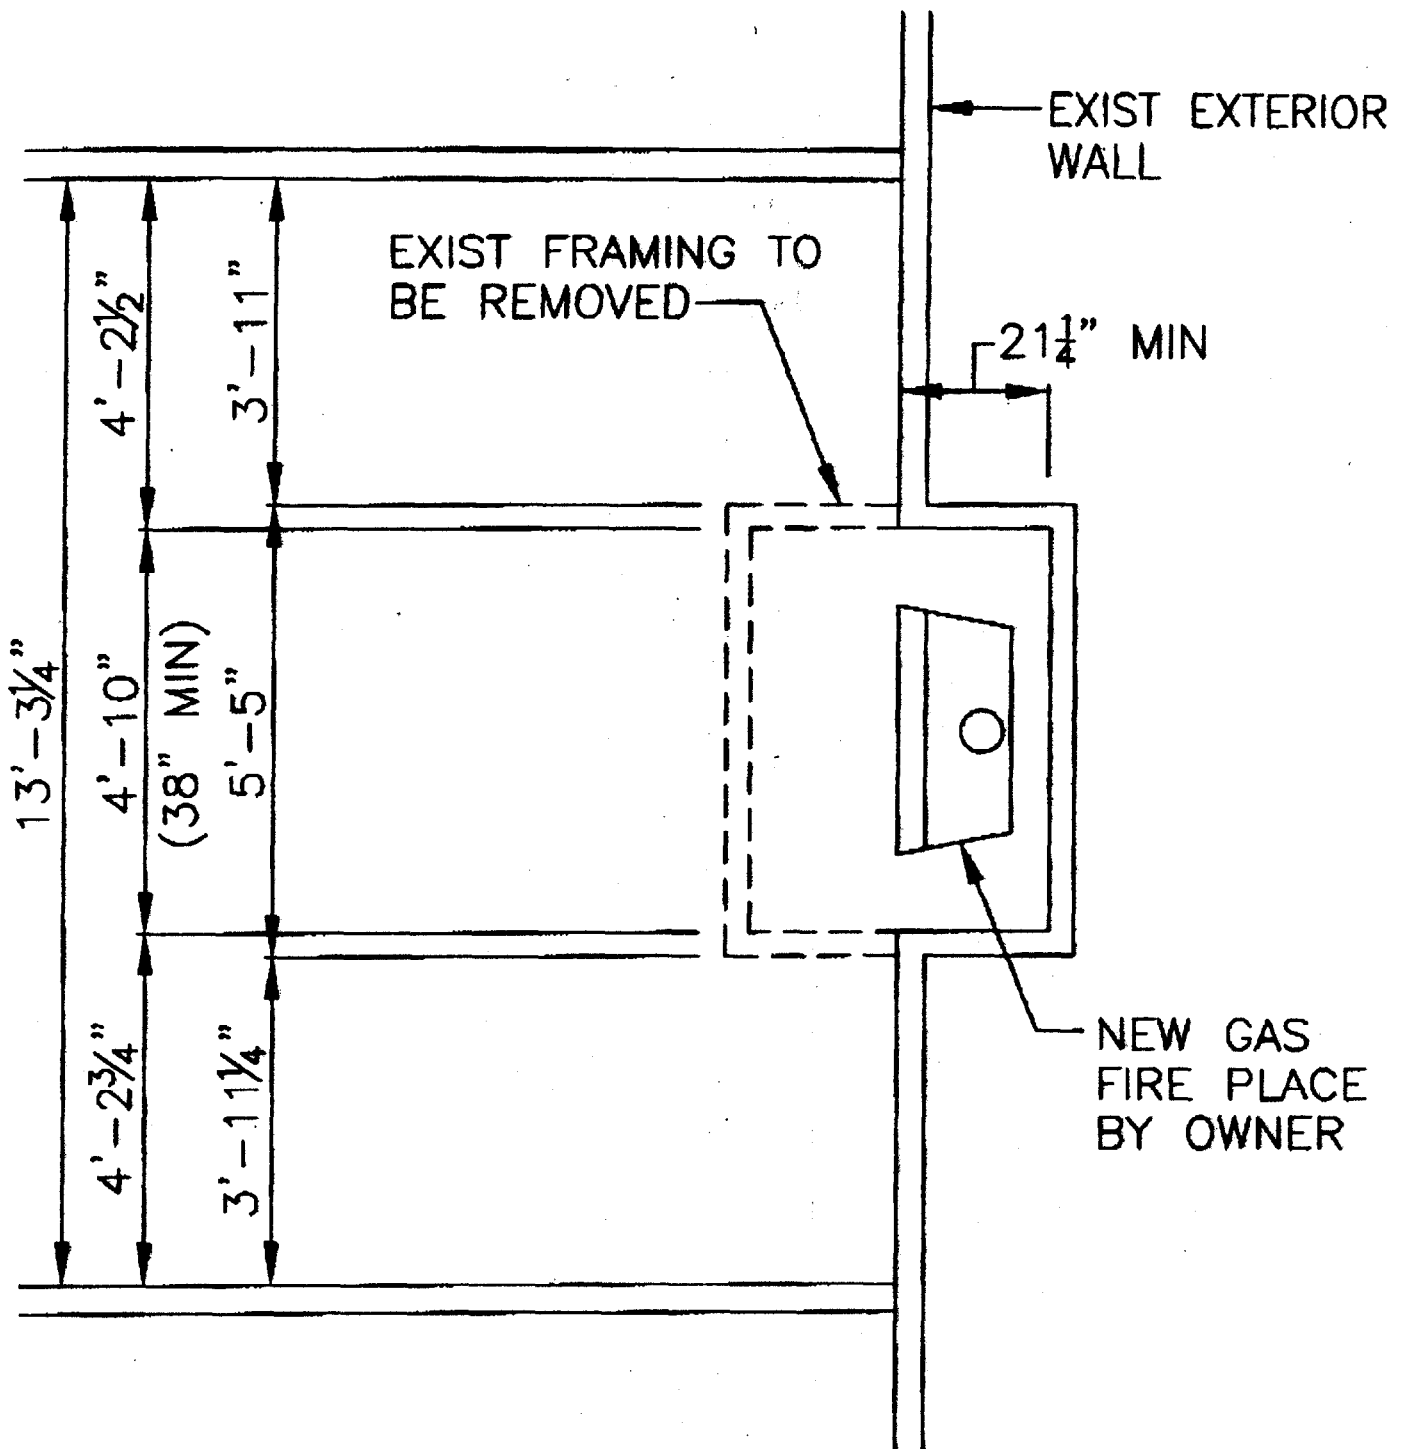 EXIST EXTERIOR
WALL
EXIST FRAMING TO
BE REMOVED
21¼" MIN
4'-2½"
3'-11"
13'-3¼"
4'-10"
(38" MIN)
5'-5"
4'-2¾"
3'-11¼"
NEW GAS
FIRE PLACE
BY OWNER